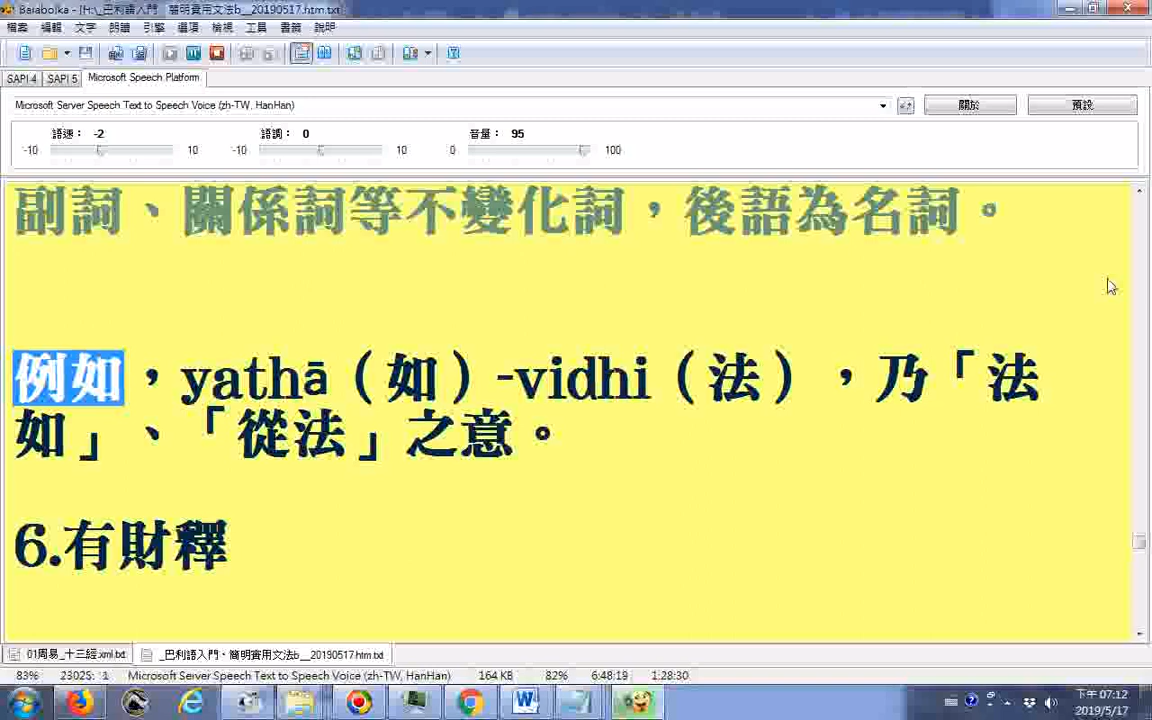 Balabolka - [H:\_巴利語入門‧簡明實用文法b__20190517.htm.txt]
檔案 編輯 文字 朗讀 引擎 選項 檢視 工具 書籤 說明
SAPI 4 SAPI 5 Microsoft Speech Platform
Microsoft Server Speech Text to Speech Voice (zh-TW, HanHan) 關於 預設
語速： -2 語調： 0 音量： 95
-10 10 -10 10 0 100
副詞、關係詞等不變化詞，後語為名詞。
例如，yathā（如）-vidhi（法），乃「法
如」、「從法」之意。
6.有財釋
01周易_十三經.xml.txt _巴利語入門‧簡明實用文法b__20190517.htm.txt
83% 23025: 1 Microsoft Server Speech Text to Speech Voice (zh-TW, HanHan) 164 KB 82% 6:48:19 1:28:30
下午 07:12
2019/5/17